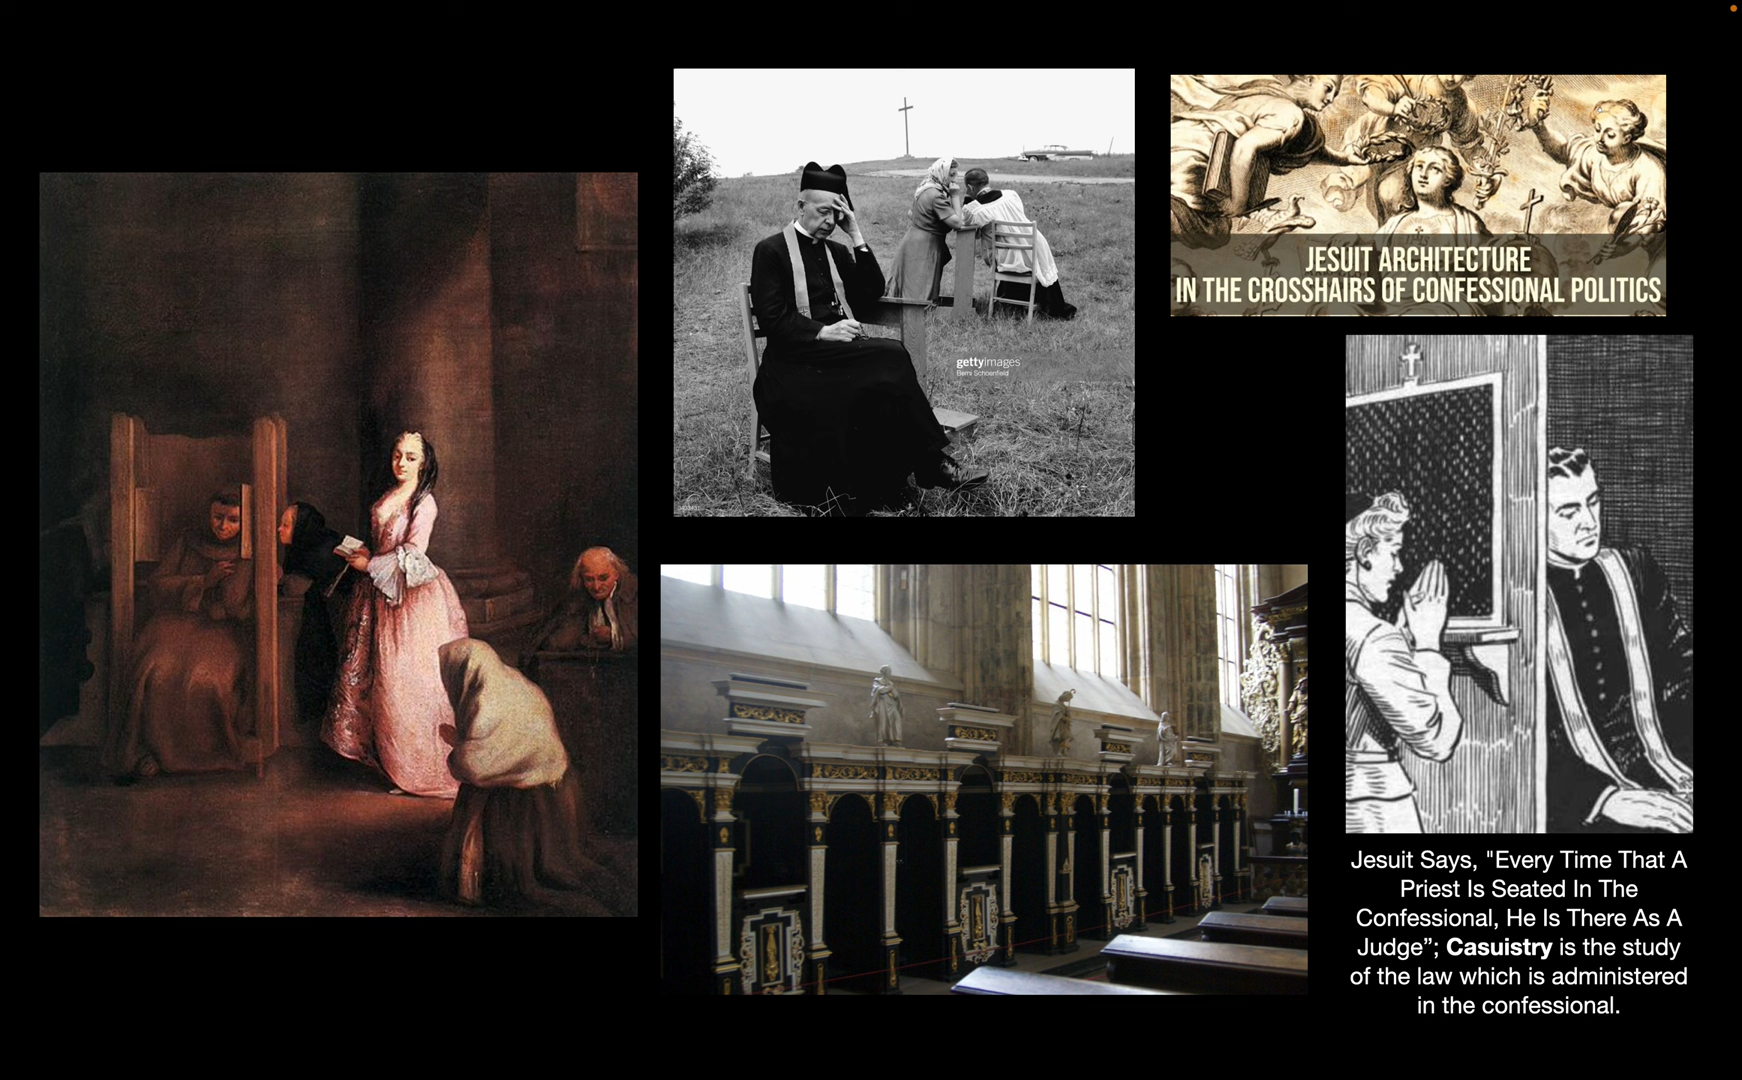 gettyimages
Bern Schoenfield
JESUIT ARCHITECTURE
IN THE CROSSHAIRS OF CONFESSIONAL POLITICS
Jesuit Says, "Every Time That A
Priest Is Seated In The
Confessional, He Is There As A
Judge”; Casuistry is the study
of the law which is administered
in the confessional.